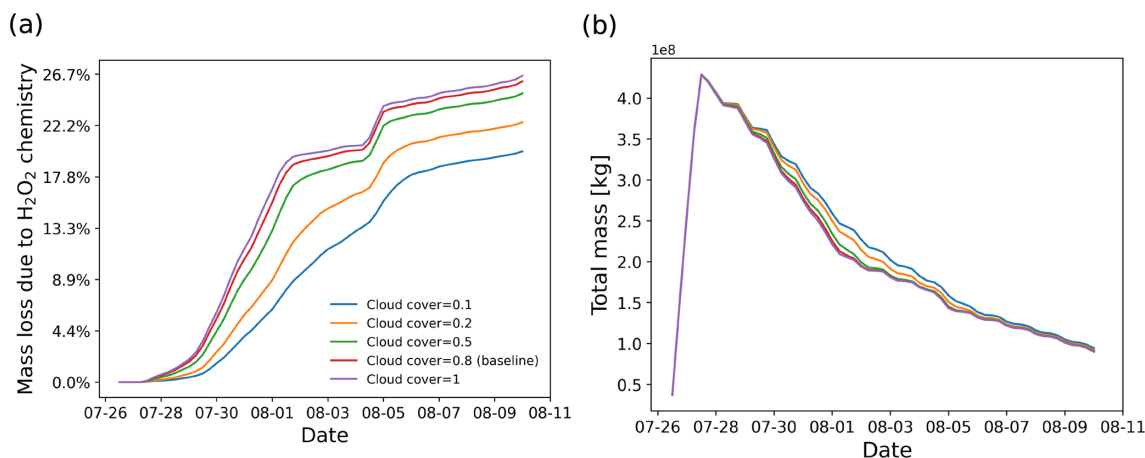 (a)
Mass loss due to H₂O₂ chemistry
26.7%
22.2%
17.8%
13.3%
8.9%
4.4%
0.0%
Cloud cover=0.1
Cloud cover=0.2
Cloud cover=0.5
Cloud cover=0.8 (baseline)
Cloud cover=1
07-26 07-28 07-30 08-01 08-03 08-05 08-07 08-09 08-11
Date
(b)
1e8
Total mass [kg]
4.0
3.5
3.0
2.5
2.0
1.5
1.0
0.5
07-26 07-28 07-30 08-01 08-03 08-05 08-07 08-09 08-11
Date